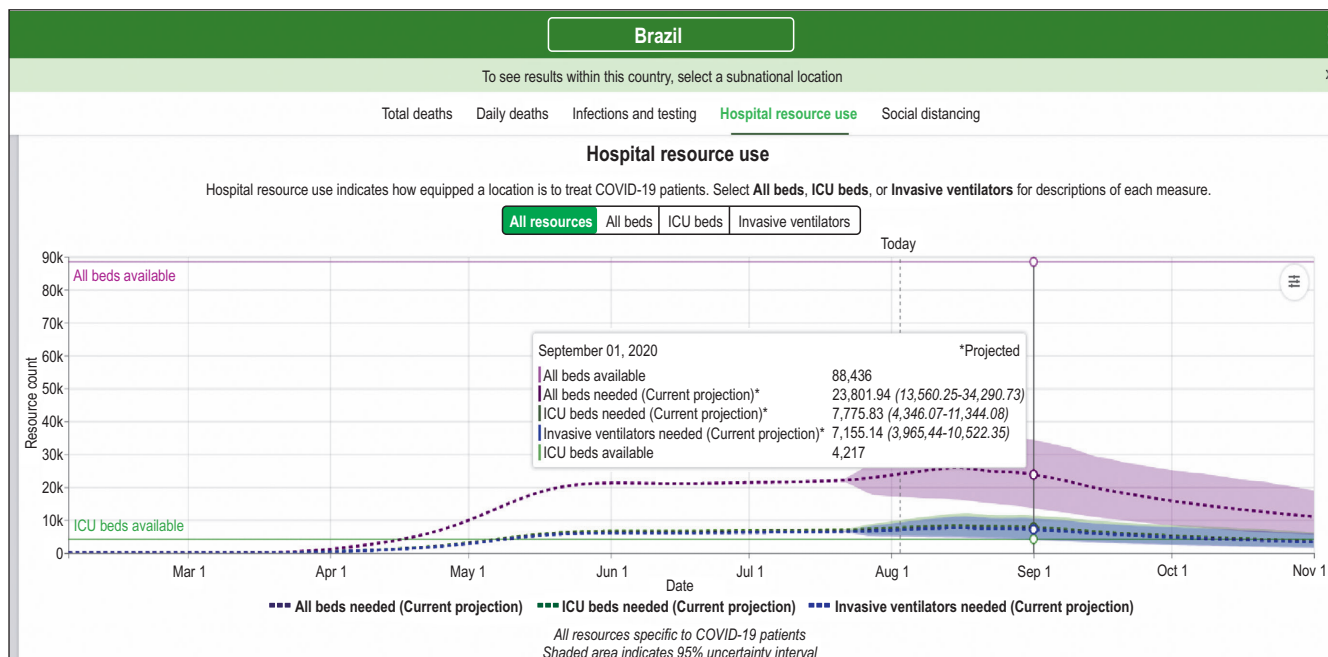 Brazil
To see results within this country, select a subnational location
Total deaths Daily deaths Infections and testing Hospital resource use Social distancing
Hospital resource use
Hospital resource use indicates how equipped a location is to treat COVID-19 patients. Select All beds, ICU beds, or Invasive ventilators for descriptions of each measure.
All resources All beds ICU beds Invasive ventilators
Today
90k
All beds available
80k
70k
60k
50k
40k
30k
20k
10k
0
Resource count
ICU beds available
September 01, 2020 *Projected
All beds available 88,436
All beds needed (Current projection)* 23,801.94 (13,560.25-34,290.73)
ICU beds needed (Current projection)* 7,775.83 (4,346.07-11,344.08)
Invasive ventilators needed (Current projection)* 7,155.14 (3,965,44-10,522.35)
ICU beds available 4,217
Mar 1 Apr 1 May 1 Jun 1 Jul 1 Aug 1 Sep 1 Oct 1 Nov 1
Date
All beds needed (Current projection) ICU beds needed (Current projection) Invasive ventilators needed (Current projection)
All resources specific to COVID-19 patients
Shaded area indicates 95% uncertainty interval